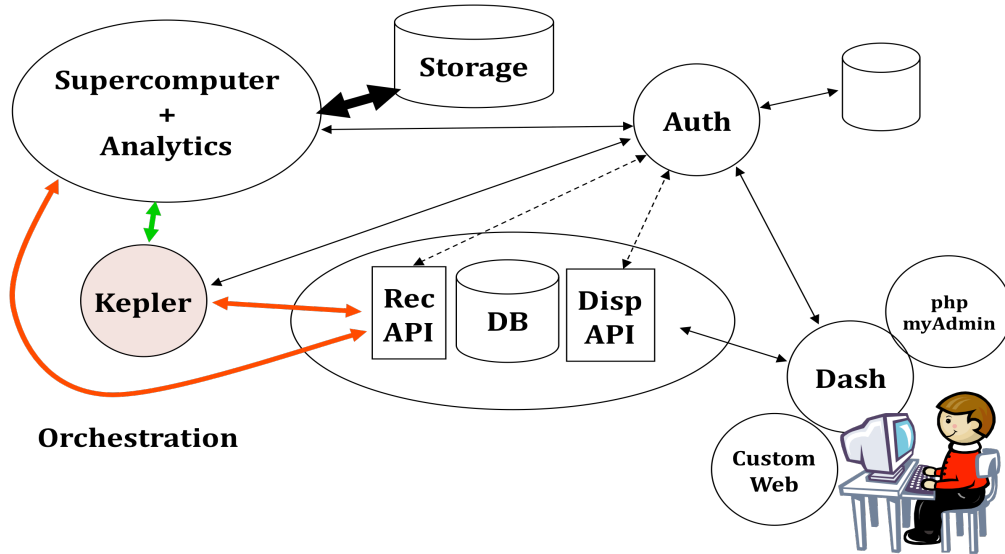 Supercomputer
+
Analytics
Storage
Auth
Kepler
Rec
API
DB
Disp
API
php
myAdmin
Dash
Orchestration
Custom
Web